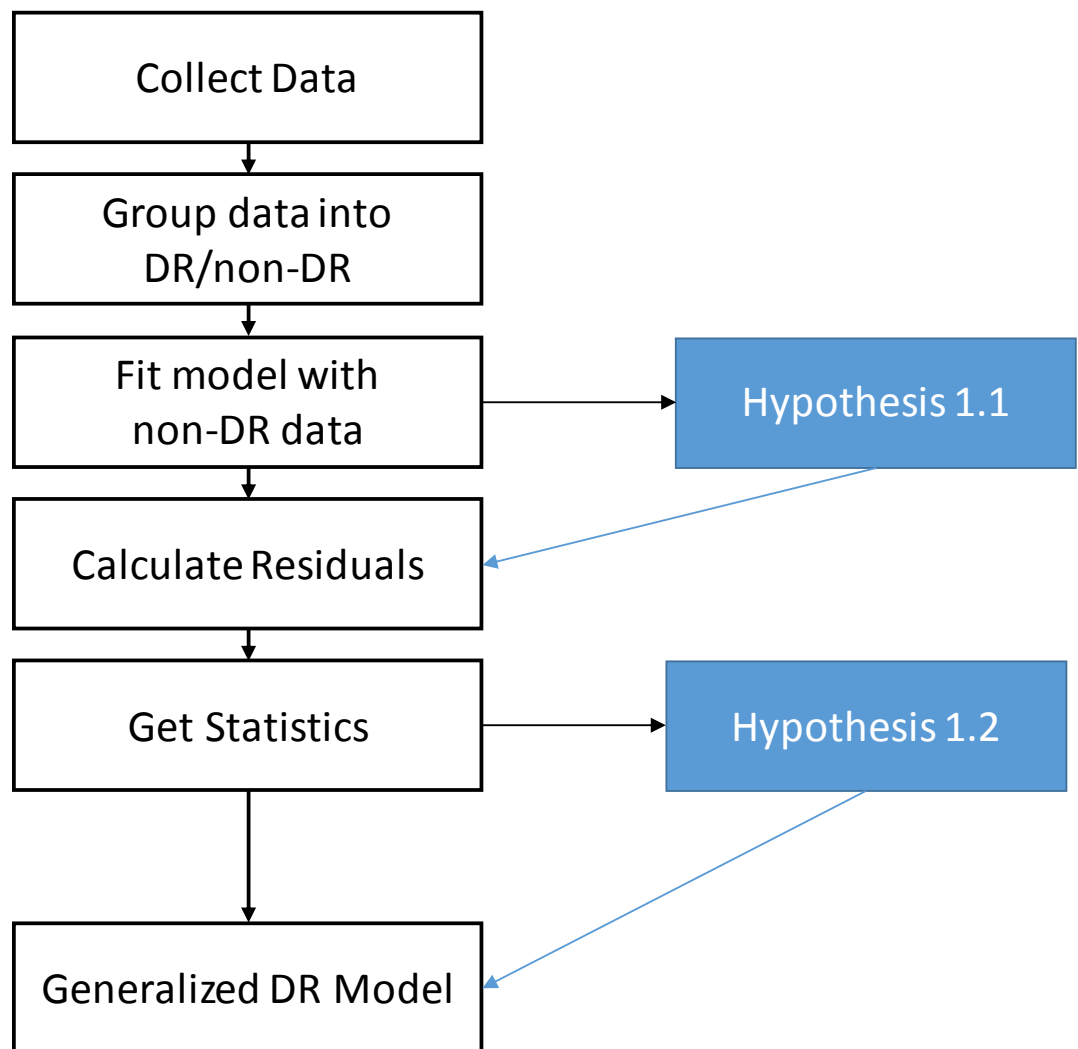 Collect Data
Group data into
DR/non-DR
Fit model with
non-DR data
Hypothesis 1.1
Calculate Residuals
Get Statistics
Hypothesis 1.2
Generalized DR Model